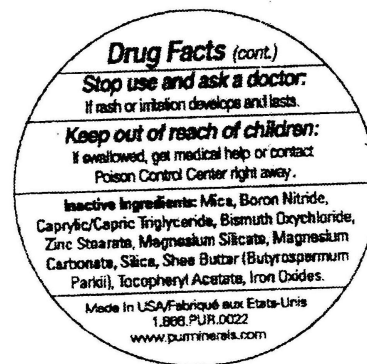 Drug Facts (cont.)
Stop use and ask a doctor:
If rash or irritation develops and lasts.
Keep out of reach of children:
If swallowed, get medical help or contact
Poison Control Center right away.
Inactive Ingredients: Mica, Boron Nitride,
Caprylic/Capric Triglyceride, Bismuth Oxychloride,
Zinc Stearate, Magnesium Silicate, Magnesium
Carbonate, Silica, Shea Butter (Butyrospermum
Parkii), Tocopheryl Acetate, Iron Oxides.
Made In USA/Fabriqué aux Etats-Unis
1.866.PUR.0022
www.purminerals.com